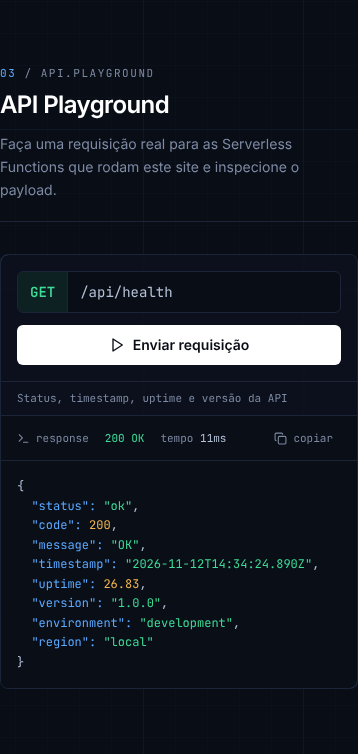 03 / API.PLAYGROUND
API Playground
Faça uma requisição real para as Serverless
Functions que rodam este site e inspecione o
payload.
GET /api/health
Enviar requisição
Status, timestamp, uptime e versão da API
response 200 OK tempo 11ms copiar
{
"status": "ok",
"code": 200,
"message": "OK",
"timestamp": "2026-11-12T14:34:24.890Z",
"uptime": 26.83,
"version": "1.0.0",
"environment": "development",
"region": "local"
}